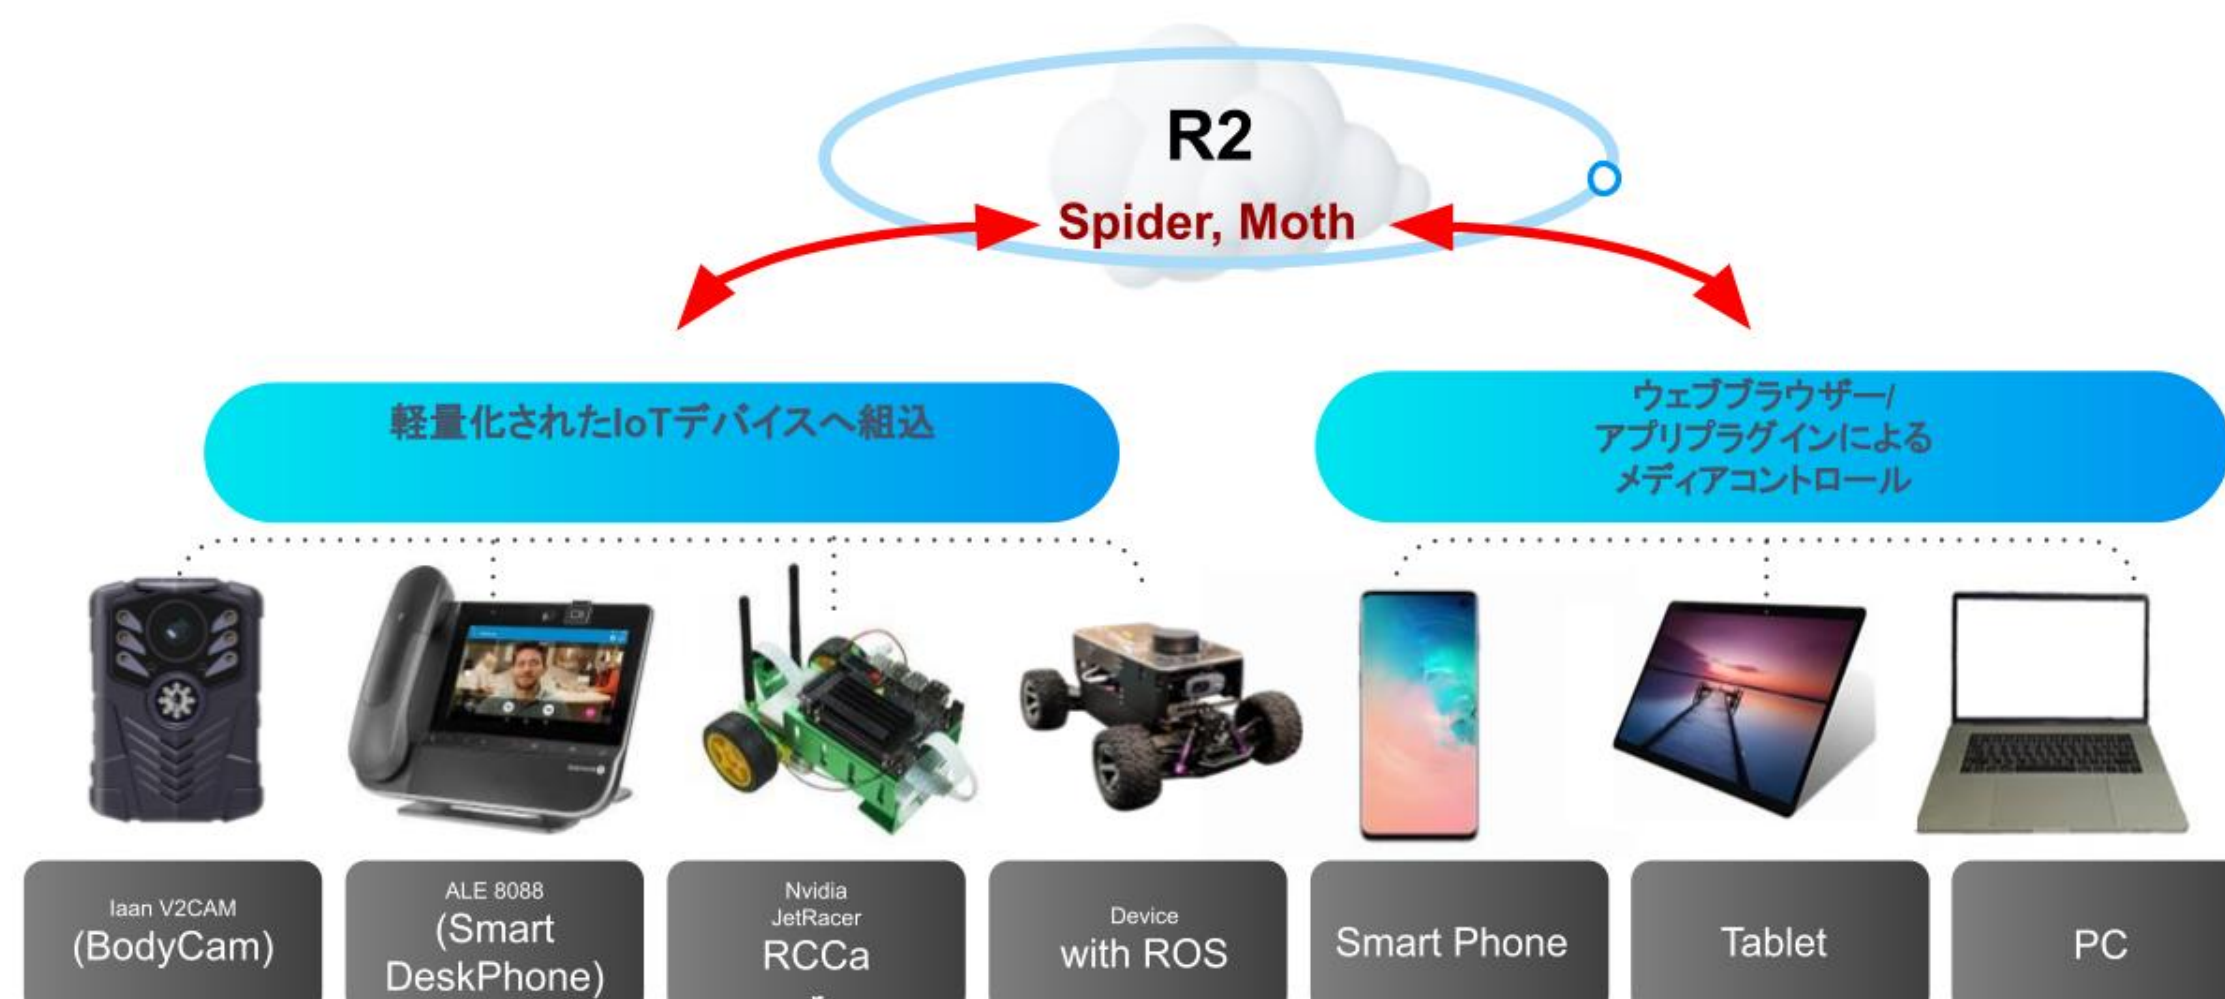 R2
Spider, Moth
軽量化されたIoTデバイスへ組込
ウェブブラウザー/
アプリプラグインによる
メディアコントロール
Iaan V2CAM
(BodyCam)
ALE 8088
(Smart
DeskPhone)
Nvidia
JetRacer
RCCa
r
Device
with ROS
Smart Phone
Tablet
PC